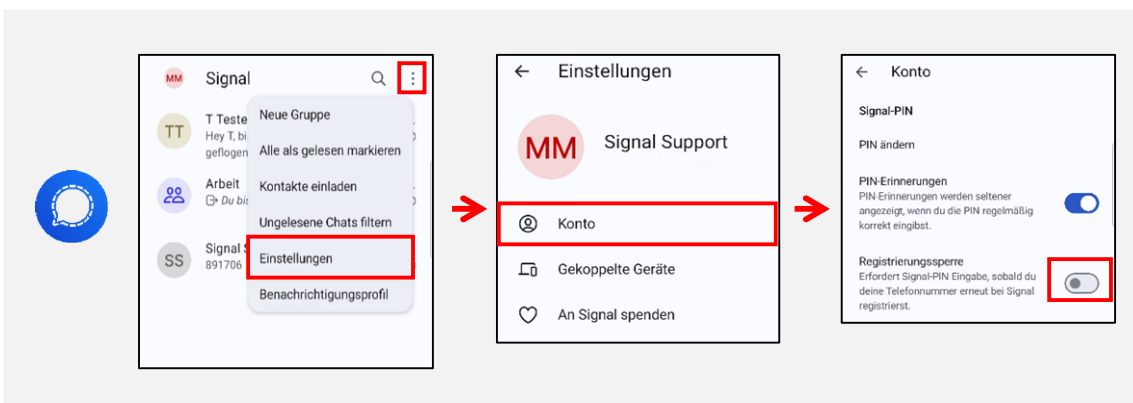 MM Signal
TT
T Teste
Hey T, bi
geflogen
Arbeit
Du bis
SS
Signal S
891706
Neue Gruppe
Alle als gelesen markieren
Kontakte einladen
Ungelesene Chats filtern
Einstellungen
Benachrichtigungsprofil
Einstellungen
MM Signal Support
Konto
Gekoppelte Geräte
An Signal spenden
Konto
Signal-PIN
PIN ändern
PIN-Erinnerungen
PIN-Erinnerungen werden seltener
angezeigt, wenn du die PIN regelmäßig
korrekt eingibst.
Registrierungssperre
Erfordert Signal-PIN Eingabe, sobald du
deine Telefonnummer erneut bei Signal
registrierst.